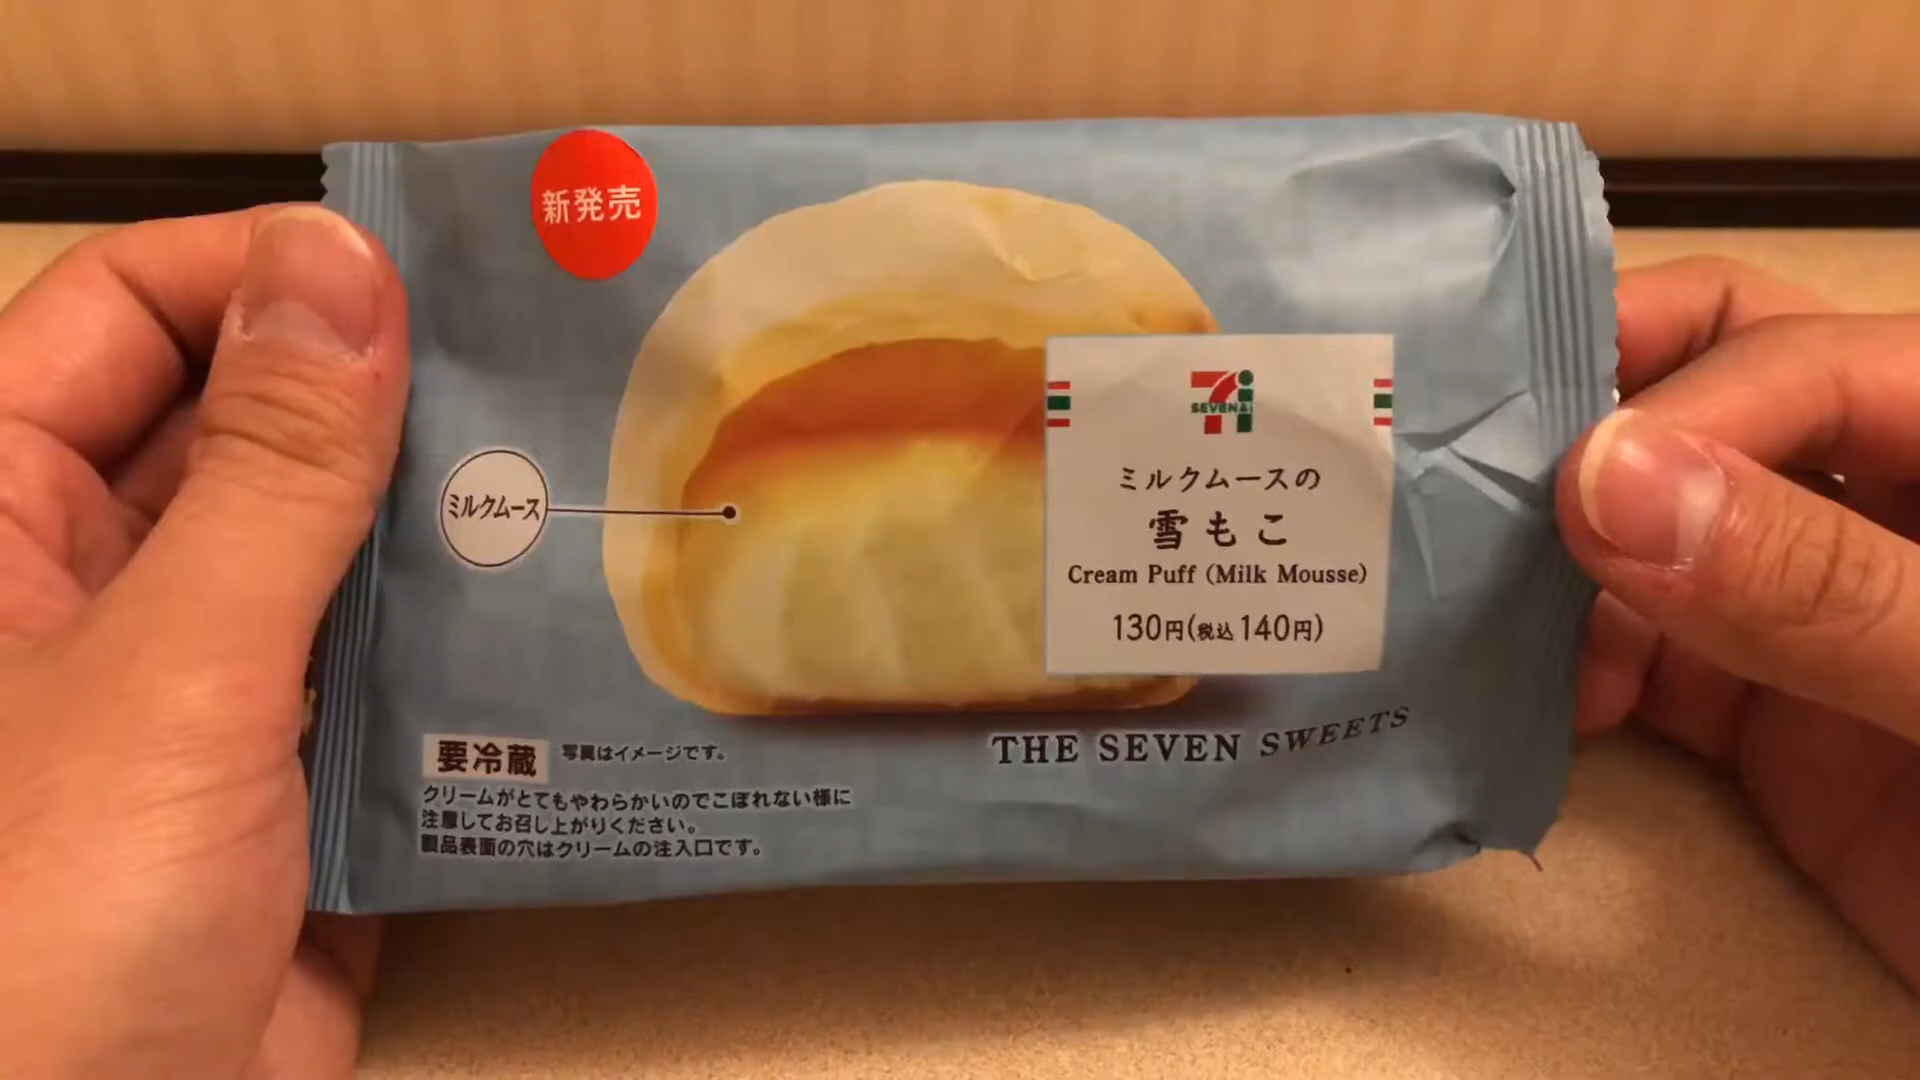 新発売
SEVEN&i
ミルクムースの
雪もこ
Cream Puff (Milk Mousse)
130円(税込140円)
ミルクムース
THE SEVEN SWEETS
要冷蔵 写真はイメージです。
クリームがとてもやわらかいのでこぼれない様に
注意してお召し上がりください。
製品表面の穴はクリームの注入口です。